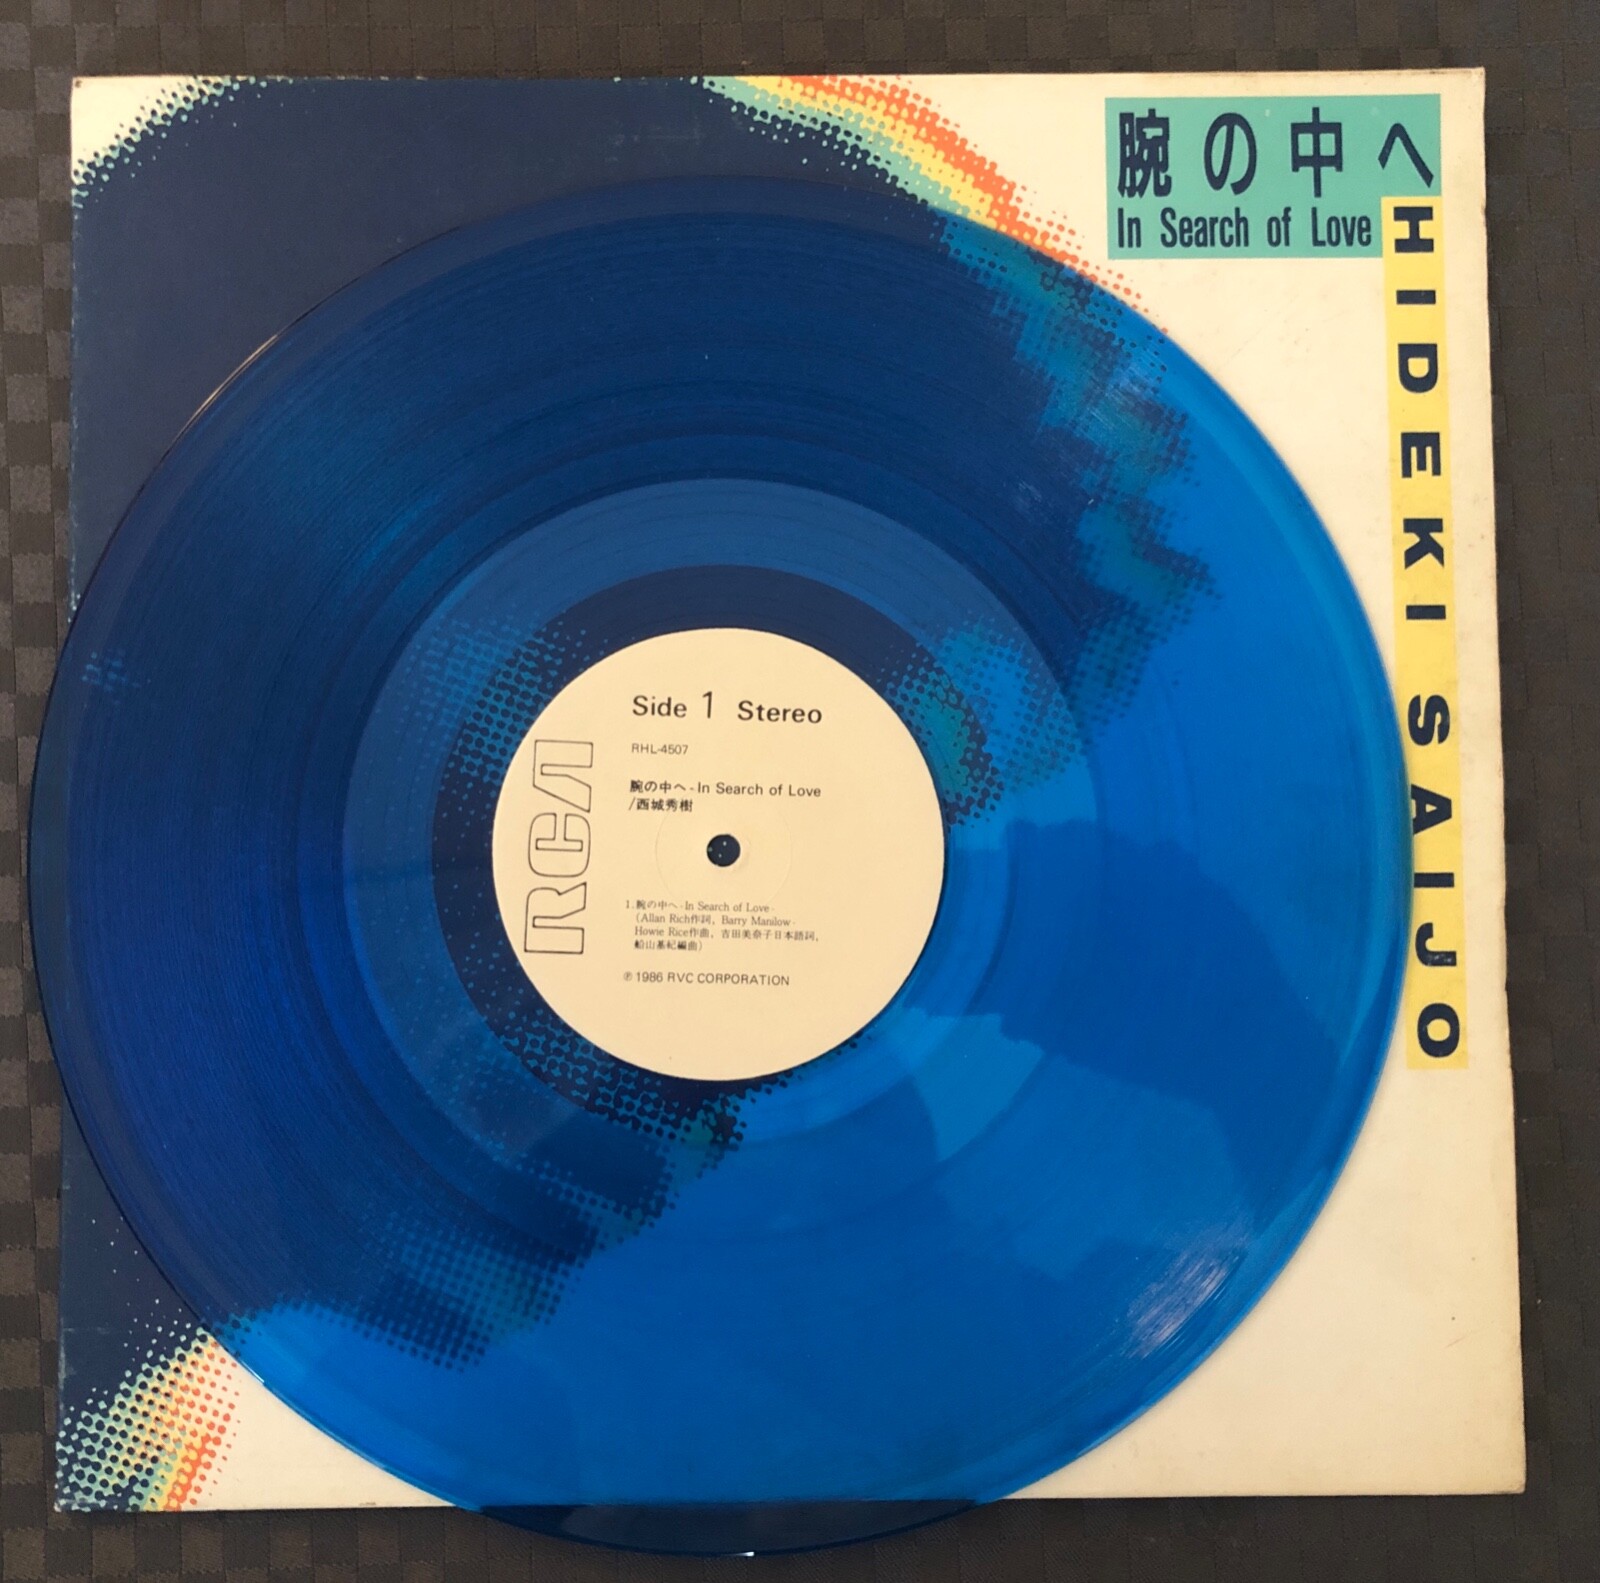 腕の中へ
In Search of Love
HIDEKI SAIJO
Side 1 Stereo
RHL-4507
腕の中へ - In Search of Love
/西城秀樹
RCA
1. 腕の中へ - In Search of Love -
(Allan Rich作詞, Barry Manilow -
Howie Rice作曲, 吉田美奈子日本語詞,
船山基紀編曲)
℗ 1986 RVC CORPORATION